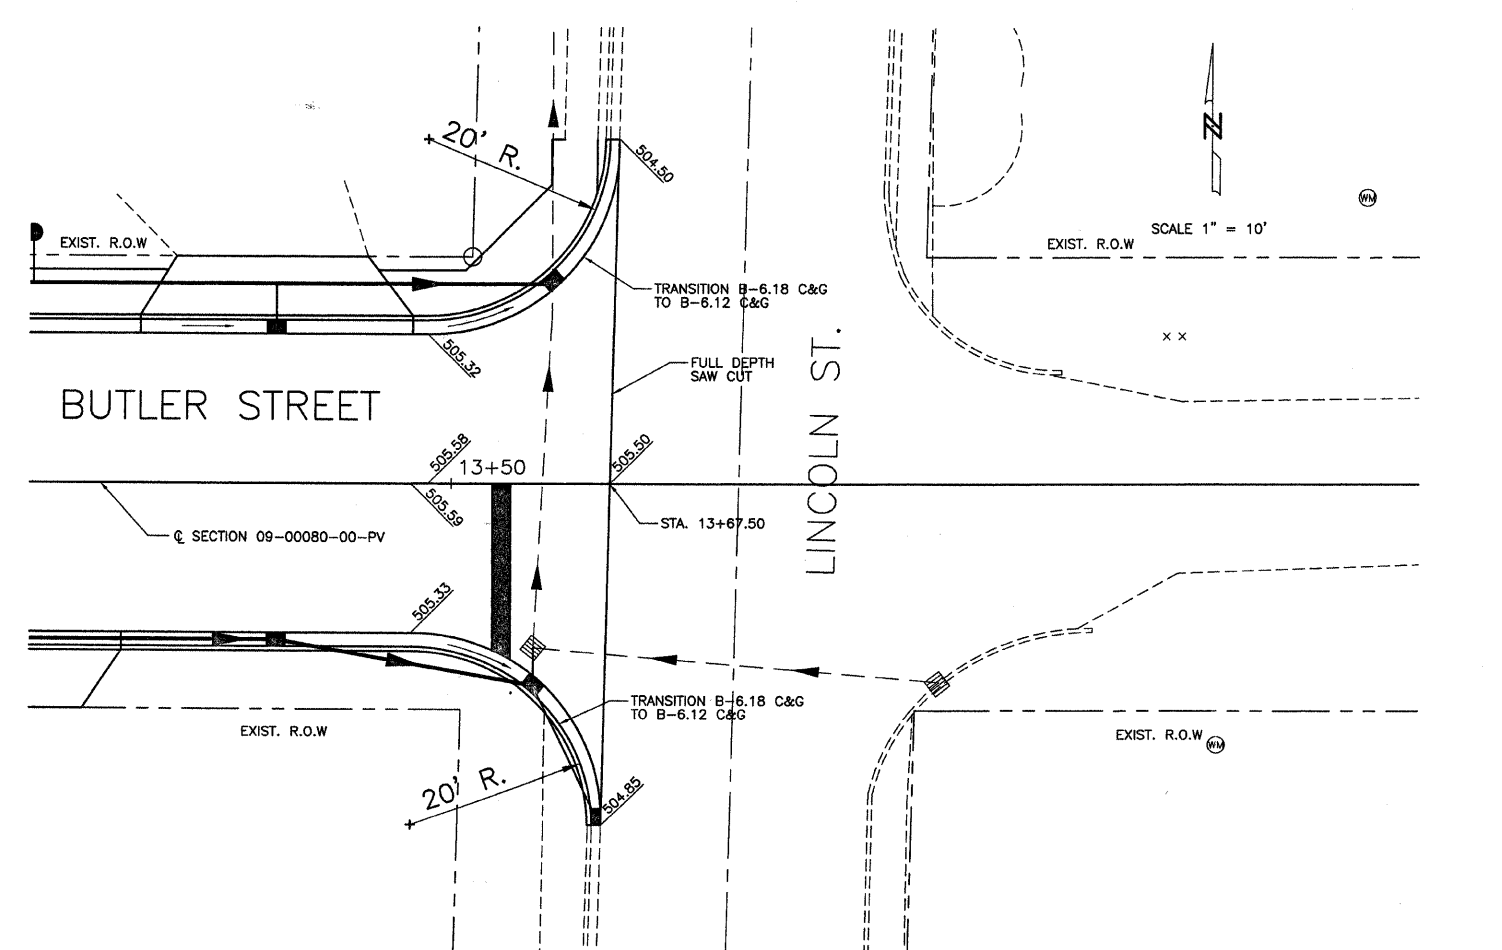 20' R.
504.50
N
WM
SCALE 1" = 10'
EXIST. R.O.W
EXIST. R.O.W
TRANSITION B-6.18 C&G
TO B-6.12 C&G
505.32
FULL DEPTH
SAW CUT
× ×
BUTLER STREET
LINCOLN ST.
505.58
13+50
505.50
505.59
STA. 13+67.50
℄ SECTION 09-00080-00-PV
505.33
TRANSITION B-6.18 C&G
TO B-6.12 C&G
EXIST. R.O.W
EXIST. R.O.W
WM
20' R.
504.85